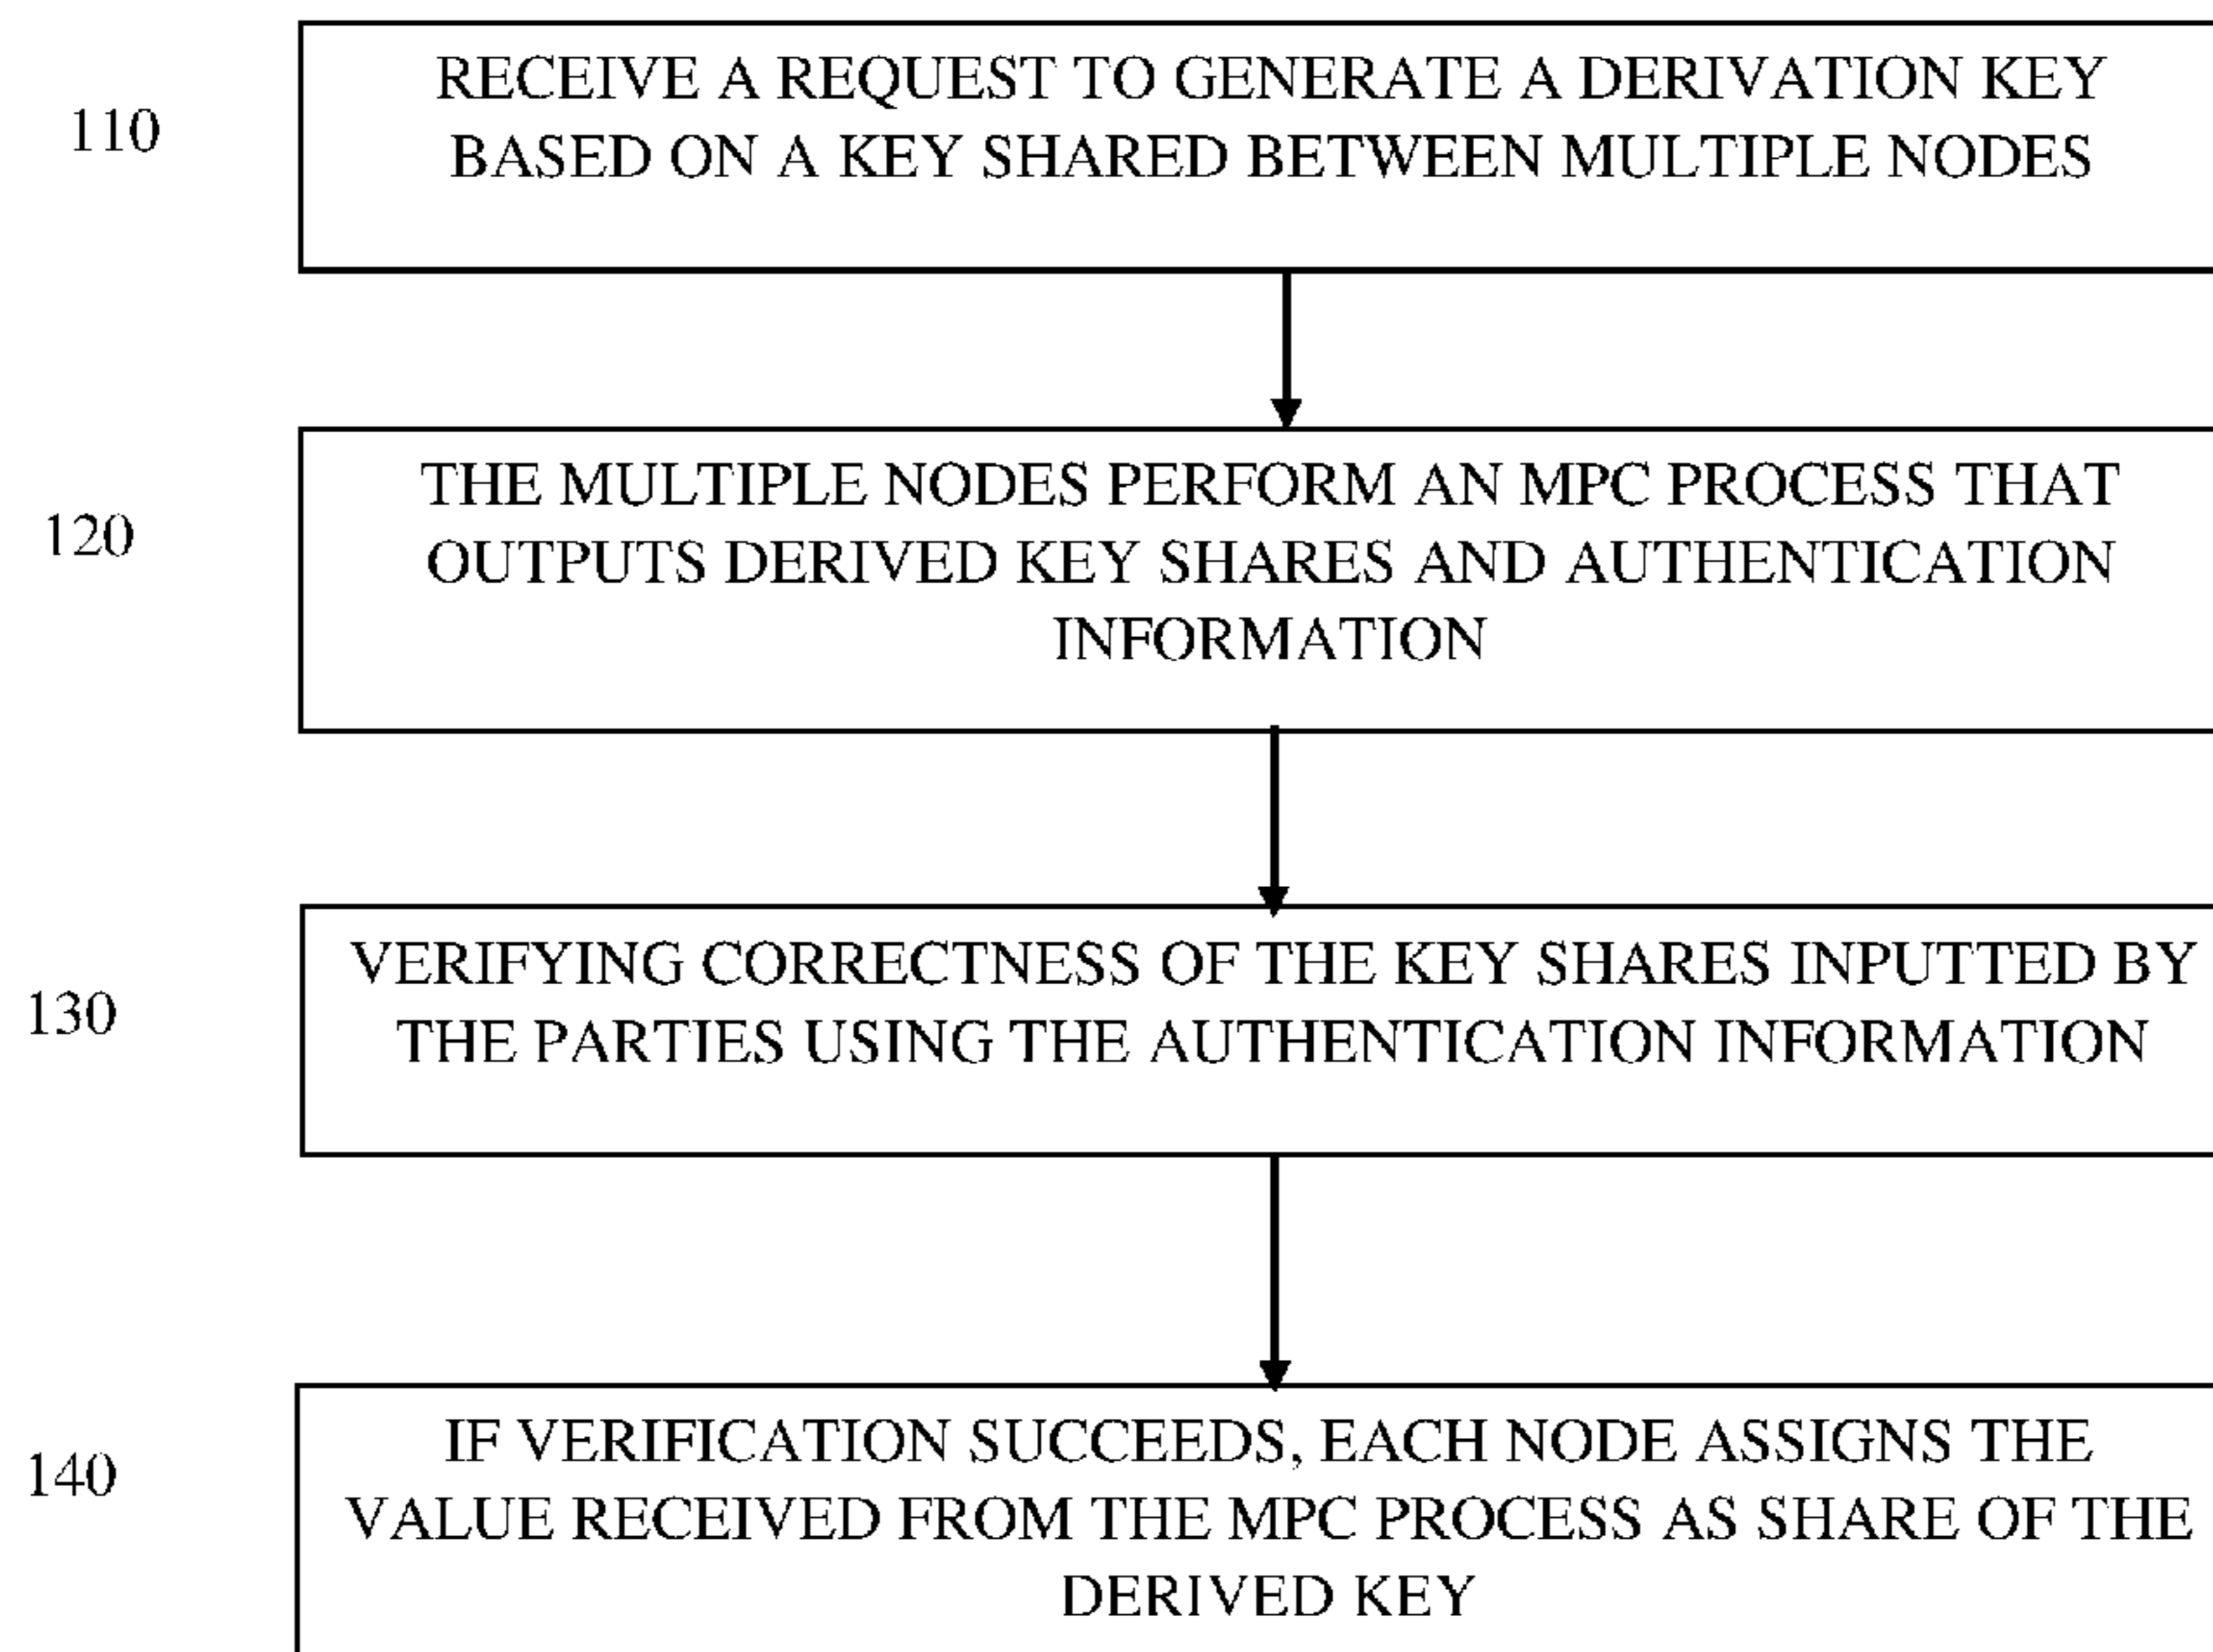 110
RECEIVE A REQUEST TO GENERATE A DERIVATION KEY
BASED ON A KEY SHARED BETWEEN MULTIPLE NODES
120
THE MULTIPLE NODES PERFORM AN MPC PROCESS THAT
OUTPUTS DERIVED KEY SHARES AND AUTHENTICATION
INFORMATION
130
VERIFYING CORRECTNESS OF THE KEY SHARES INPUTTED BY
THE PARTIES USING THE AUTHENTICATION INFORMATION
140
IF VERIFICATION SUCCEEDS, EACH NODE ASSIGNS THE
VALUE RECEIVED FROM THE MPC PROCESS AS SHARE OF THE
DERIVED KEY